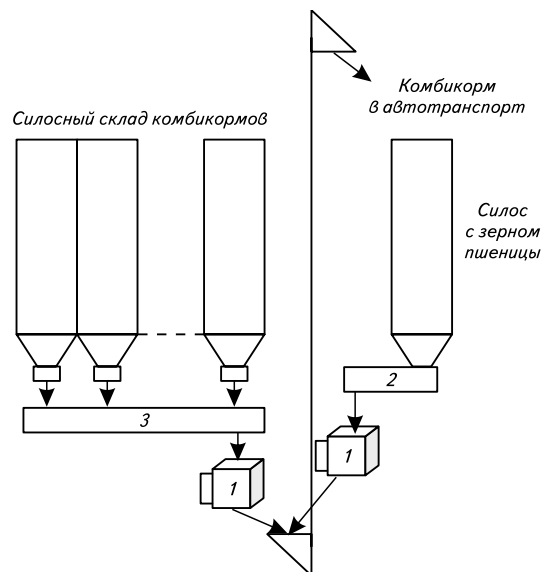 Комбикорм
в автотранспорт
Силосный склад комбикормов
Силос
с зерном
пшеницы
2
3
1
1